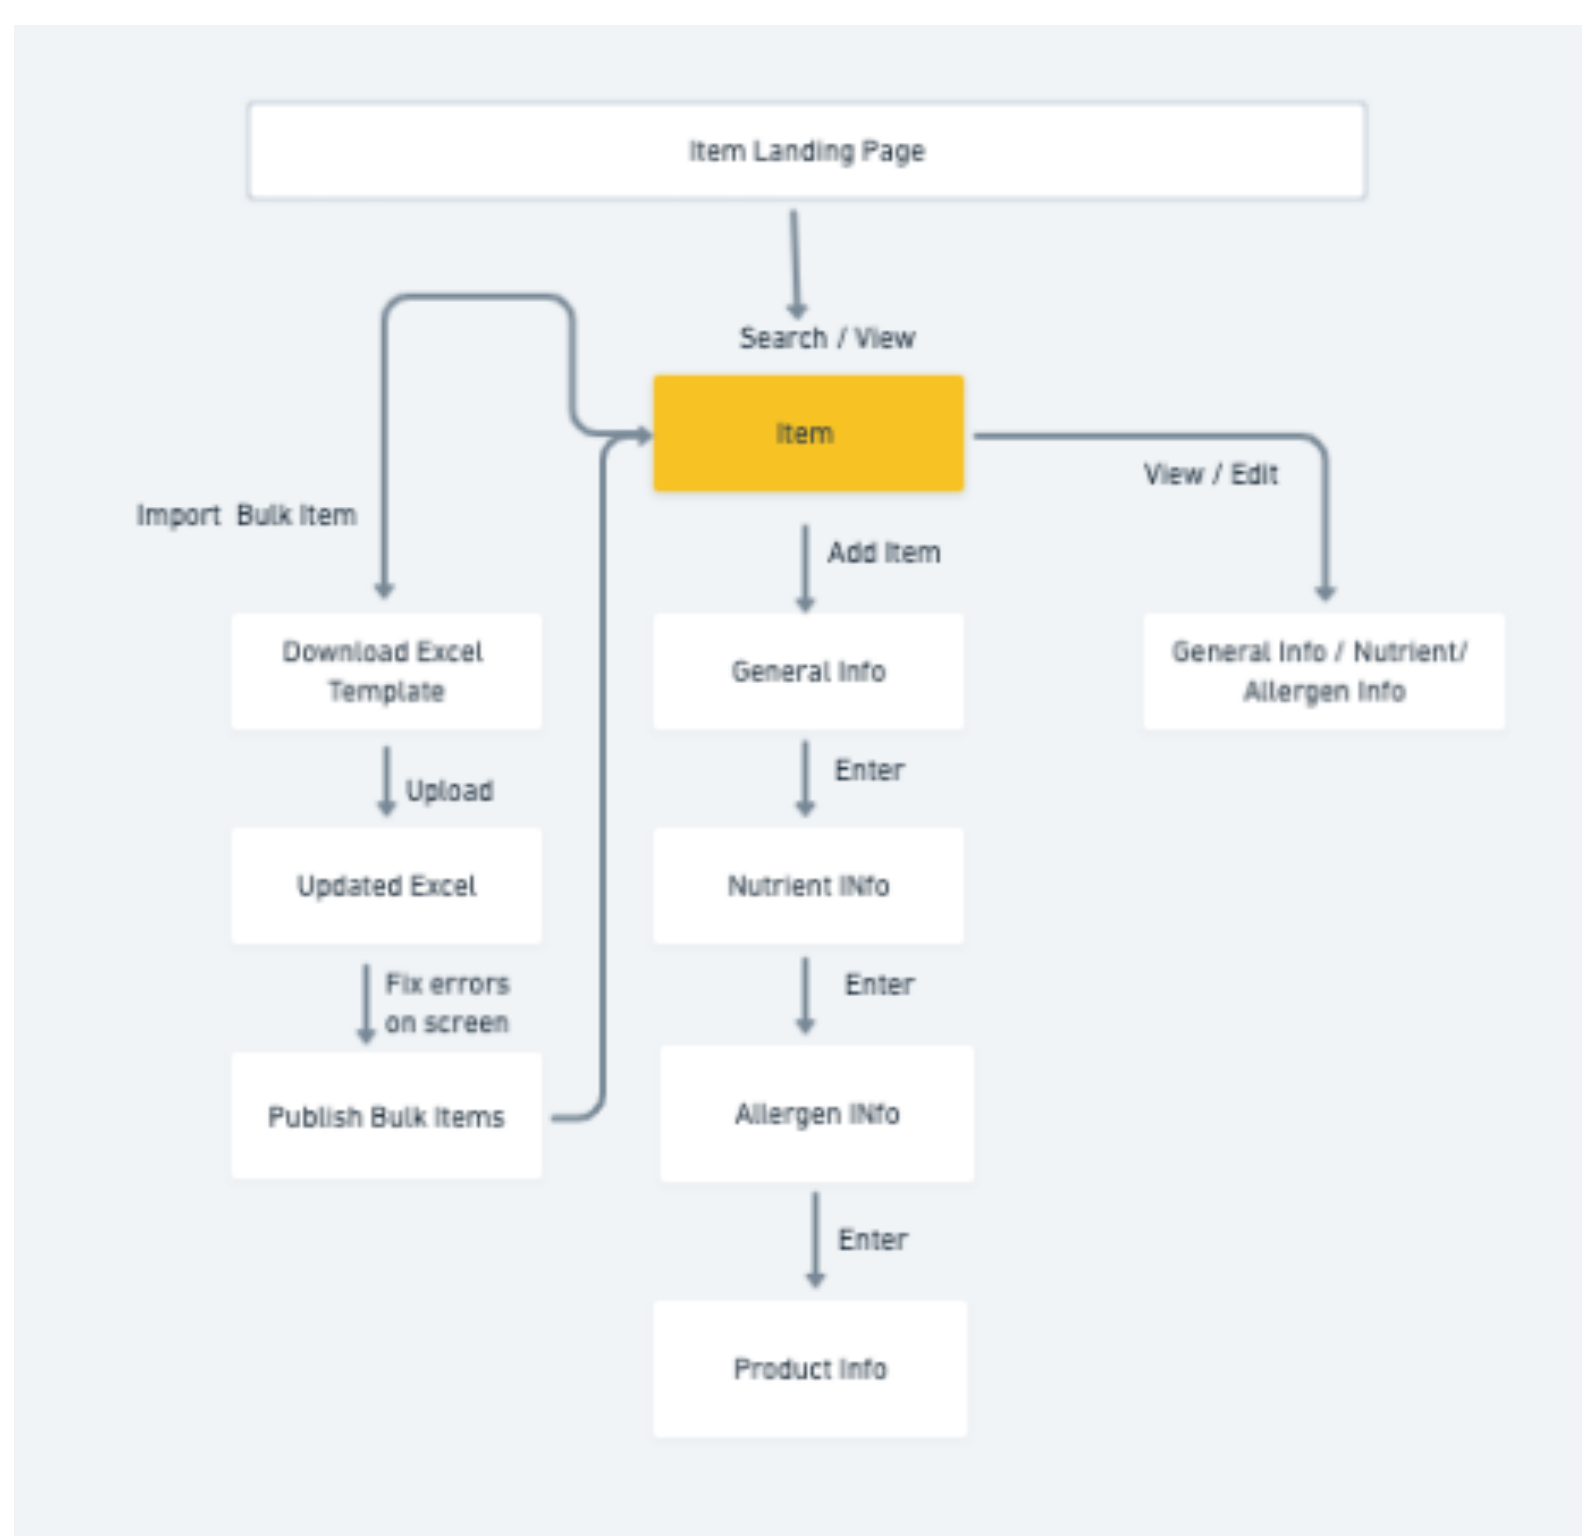 Item Landing Page
Search / View
Item
View / Edit
Import Bulk Item
Add Item
Download Excel
Template
General Info
General Info / Nutrient/
Allergen Info
Enter
Upload
Updated Excel
Nutrient INfo
Fix errors
on screen
Enter
Publish Bulk Items
Allergen INfo
Enter
Product Info